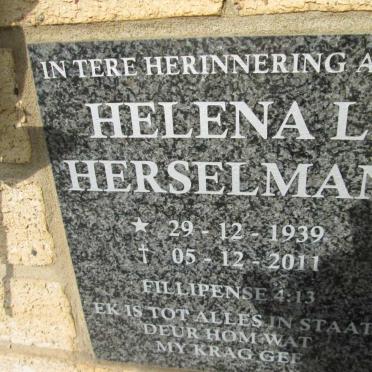 IN TERE HERINNERING A
HELENA L
HERSELMAN
★ 29 - 12 - 1939
† 05 - 12 - 2011
FILLIPENSE 4:13
EK IS TOT ALLES IN STAAT
DEUR HOM WAT
MY KRAG GEE